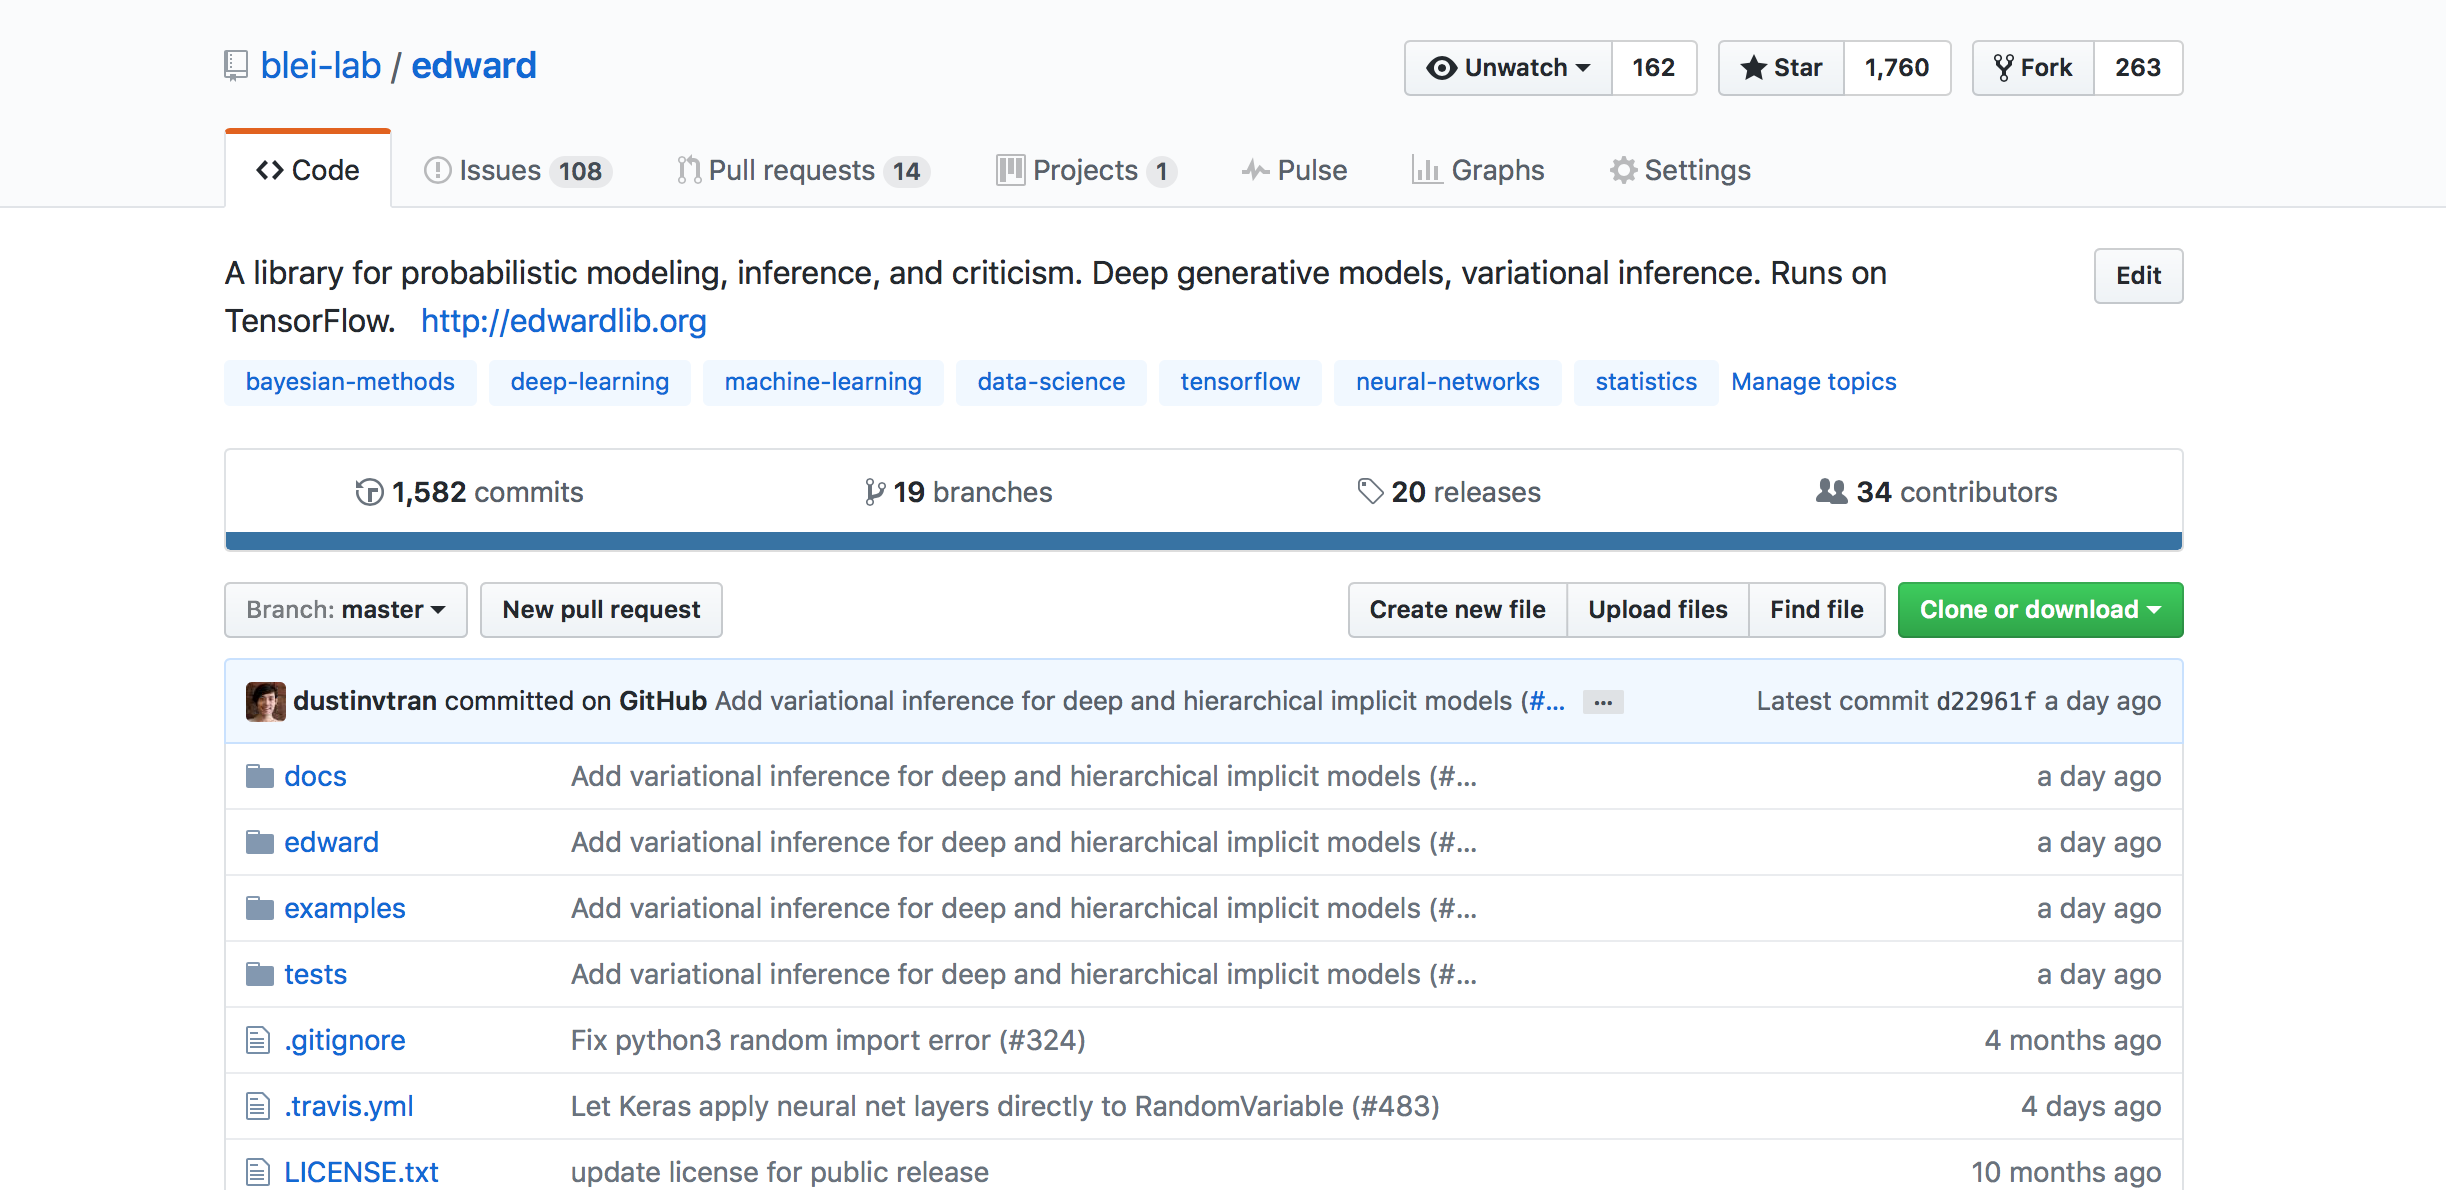 blei-lab / edward Unwatch 162 Star 1,760 Fork 263
Code Issues 108 Pull requests 14 Projects 1 Pulse Graphs Settings
A library for probabilistic modeling, inference, and criticism. Deep generative models, variational inference. Runs on Edit
TensorFlow. http://edwardlib.org
bayesian-methods deep-learning machine-learning data-science tensorflow neural-networks statistics Manage topics
1,582 commits 19 branches 20 releases 34 contributors
Branch: master New pull request Create new file Upload files Find file Clone or download
dustinvtran committed on GitHub Add variational inference for deep and hierarchical implicit models (#... … Latest commit d22961f a day ago
docs Add variational inference for deep and hierarchical implicit models (#... a day ago
edward Add variational inference for deep and hierarchical implicit models (#... a day ago
examples Add variational inference for deep and hierarchical implicit models (#... a day ago
tests Add variational inference for deep and hierarchical implicit models (#... a day ago
.gitignore Fix python3 random import error (#324) 4 months ago
.travis.yml Let Keras apply neural net layers directly to RandomVariable (#483) 4 days ago
LICENSE.txt update license for public release 10 months ago